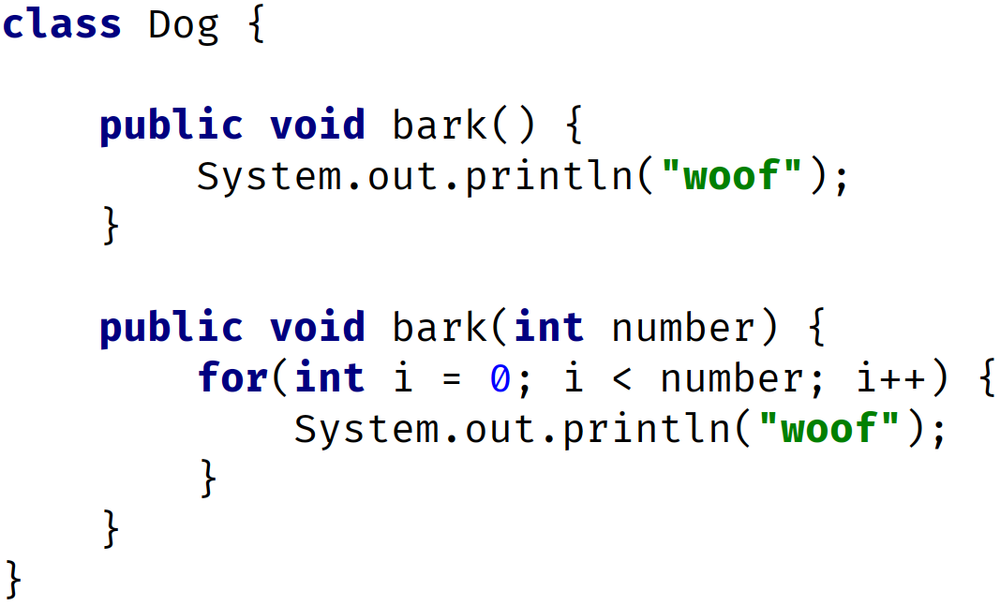 class Dog {
    public void bark() {
        System.out.println("woof");
    }
    public void bark(int number) {
        for(int i = 0; i < number; i++) {
            System.out.println("woof");
        }
    }
}